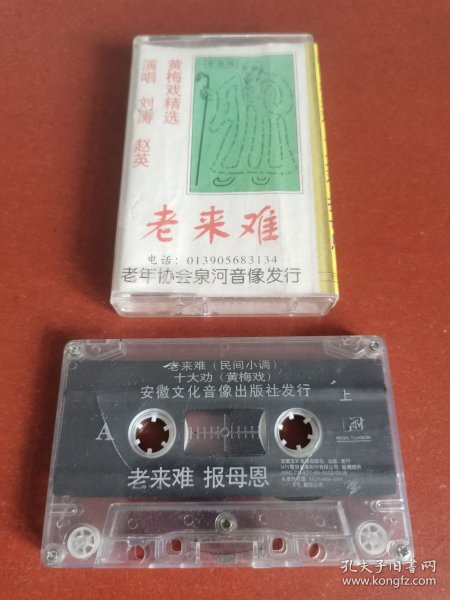 老来难
黄梅戏精选
演唱 刘涛 赵英
老来难
电话：013905683134
老年协会泉河音像发行
老来难（民间小调）
十大劝（黄梅戏）
安徽文化音像出版社发行
A
上
老来难 报母恩
孔夫子旧书网
www.kongfz.com